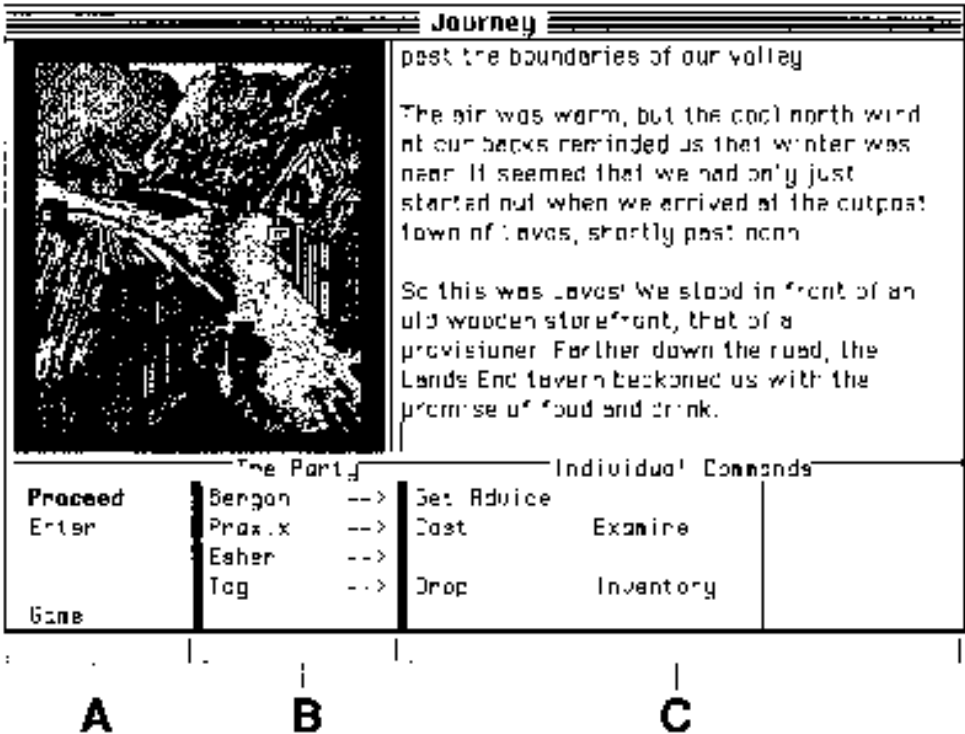 Journey
past the boundaries of our valley
The air was warm, but the cool north wind
at our backs reminded us that winter was
near. It seemed that we had only just
started out when we arrived at the outpost
town of Lavos, shortly past noon
So this was Lavos! We stood in front of an
old wooden storefront, that of a
provisioner. Farther down the road, the
Lands End tavern beckoned us with the
promise of food and drink.
The Party Individual Commands
Proceed Bergon --> Get Advice
Enter Praxix --> Cast Examine
Esher -->
Tag --> Drop Inventory
Game
A B C